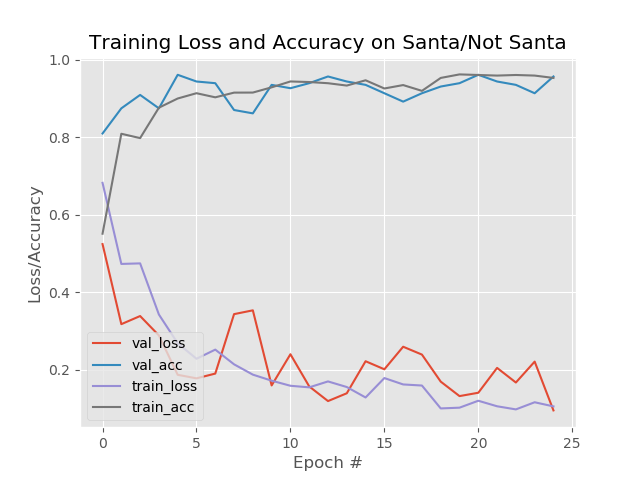 Training Loss and Accuracy on Santa/Not Santa
1.0
0.8
0.6
0.4
0.2
Loss/Accuracy
val_loss
val_acc
train_loss
train_acc
0 5 10 15 20 25
Epoch #